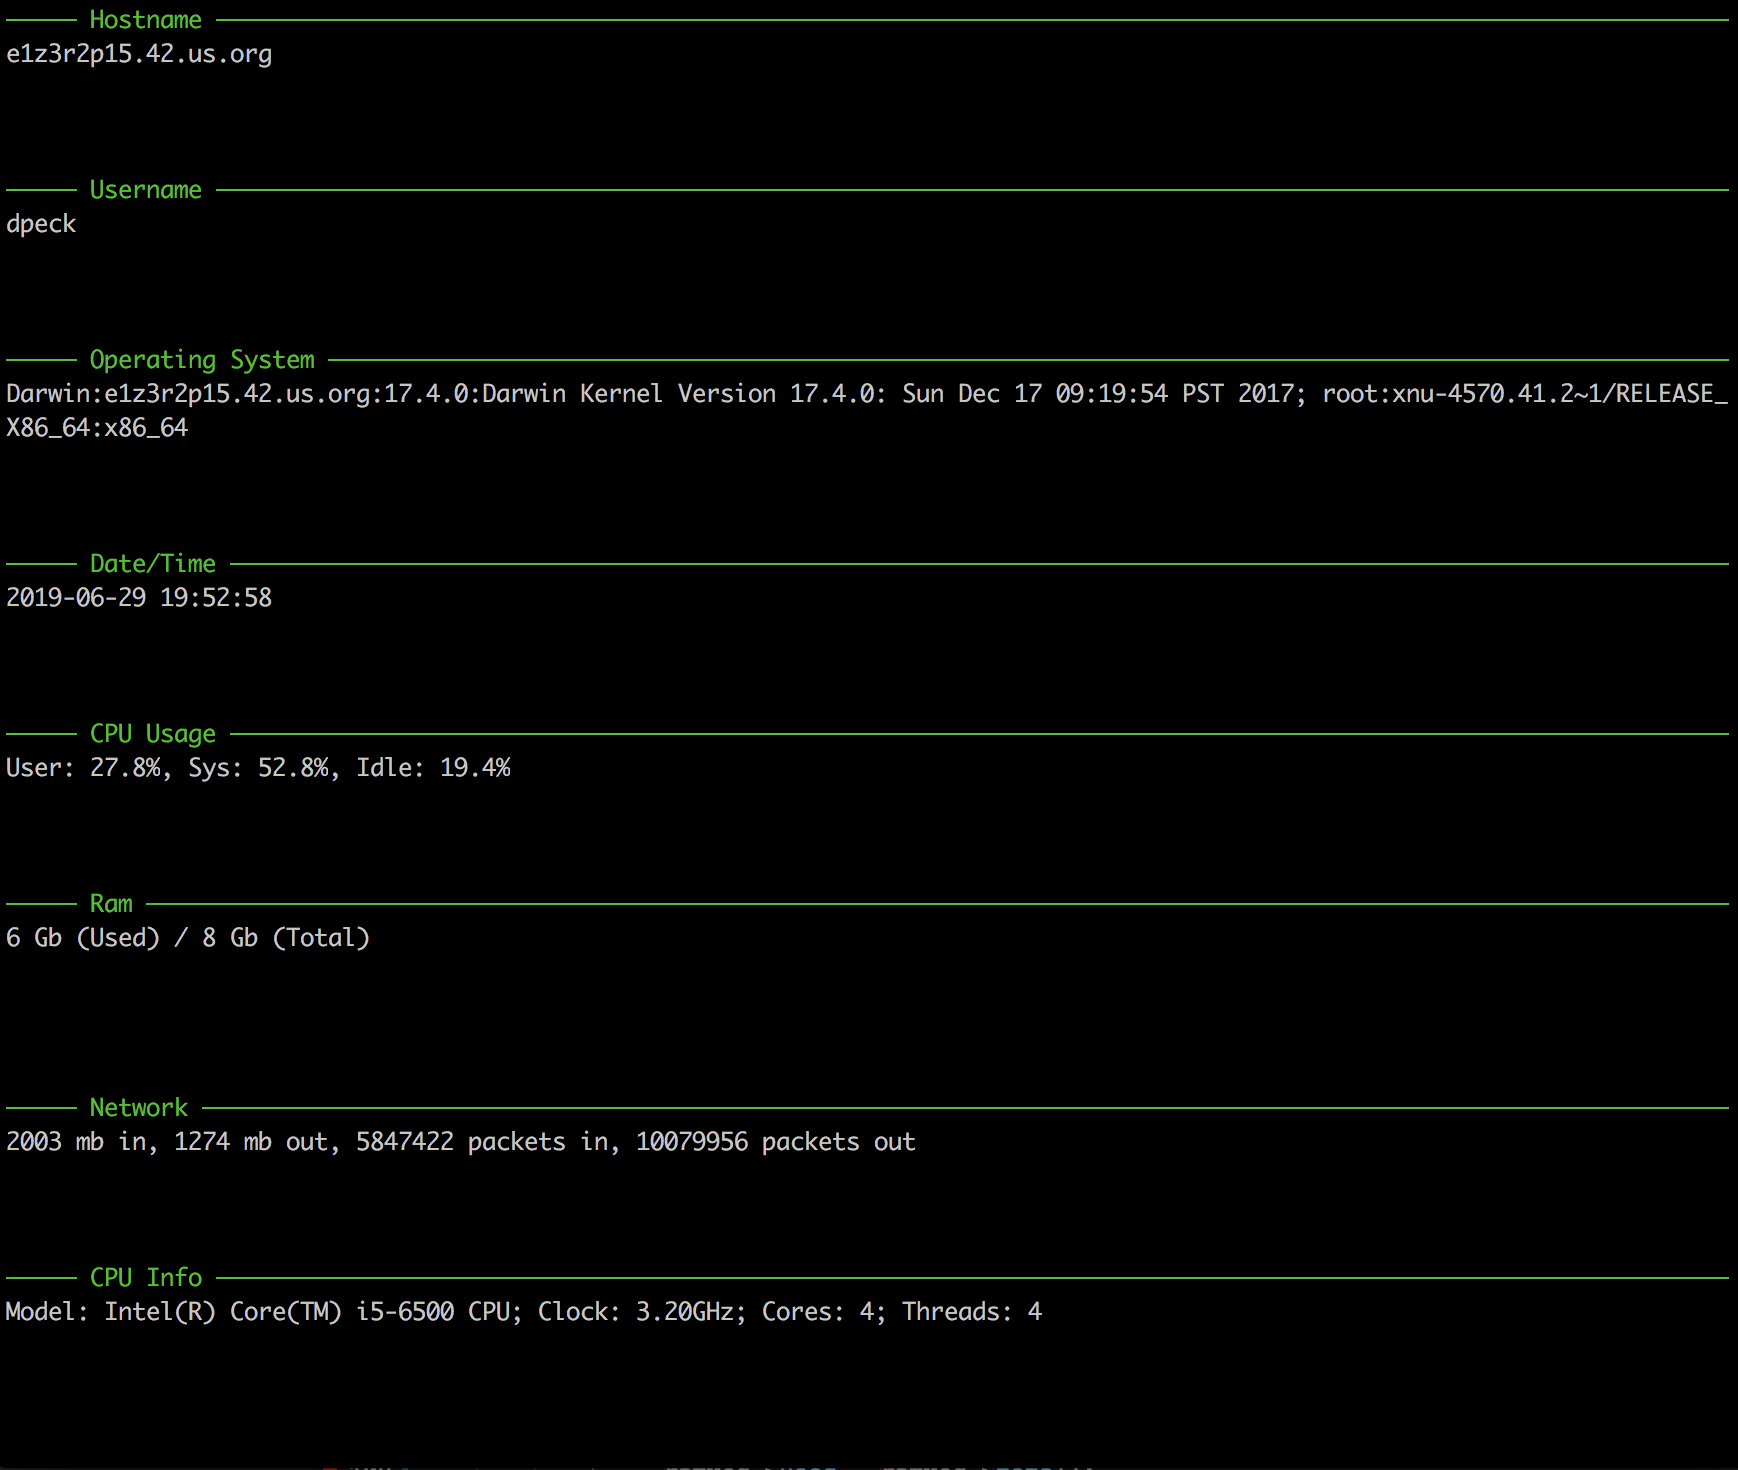 Hostname
e1z3r2p15.42.us.org
Username
dpeck
Operating System
Darwin:e1z3r2p15.42.us.org:17.4.0:Darwin Kernel Version 17.4.0: Sun Dec 17 09:19:54 PST 2017; root:xnu-4570.41.2~1/RELEASE_
X86_64:x86_64
Date/Time
2019-06-29 19:52:58
CPU Usage
User: 27.8%, Sys: 52.8%, Idle: 19.4%
Ram
6 Gb (Used) / 8 Gb (Total)
Network
2003 mb in, 1274 mb out, 5847422 packets in, 10079956 packets out
CPU Info
Model: Intel(R) Core(TM) i5-6500 CPU; Clock: 3.20GHz; Cores: 4; Threads: 4